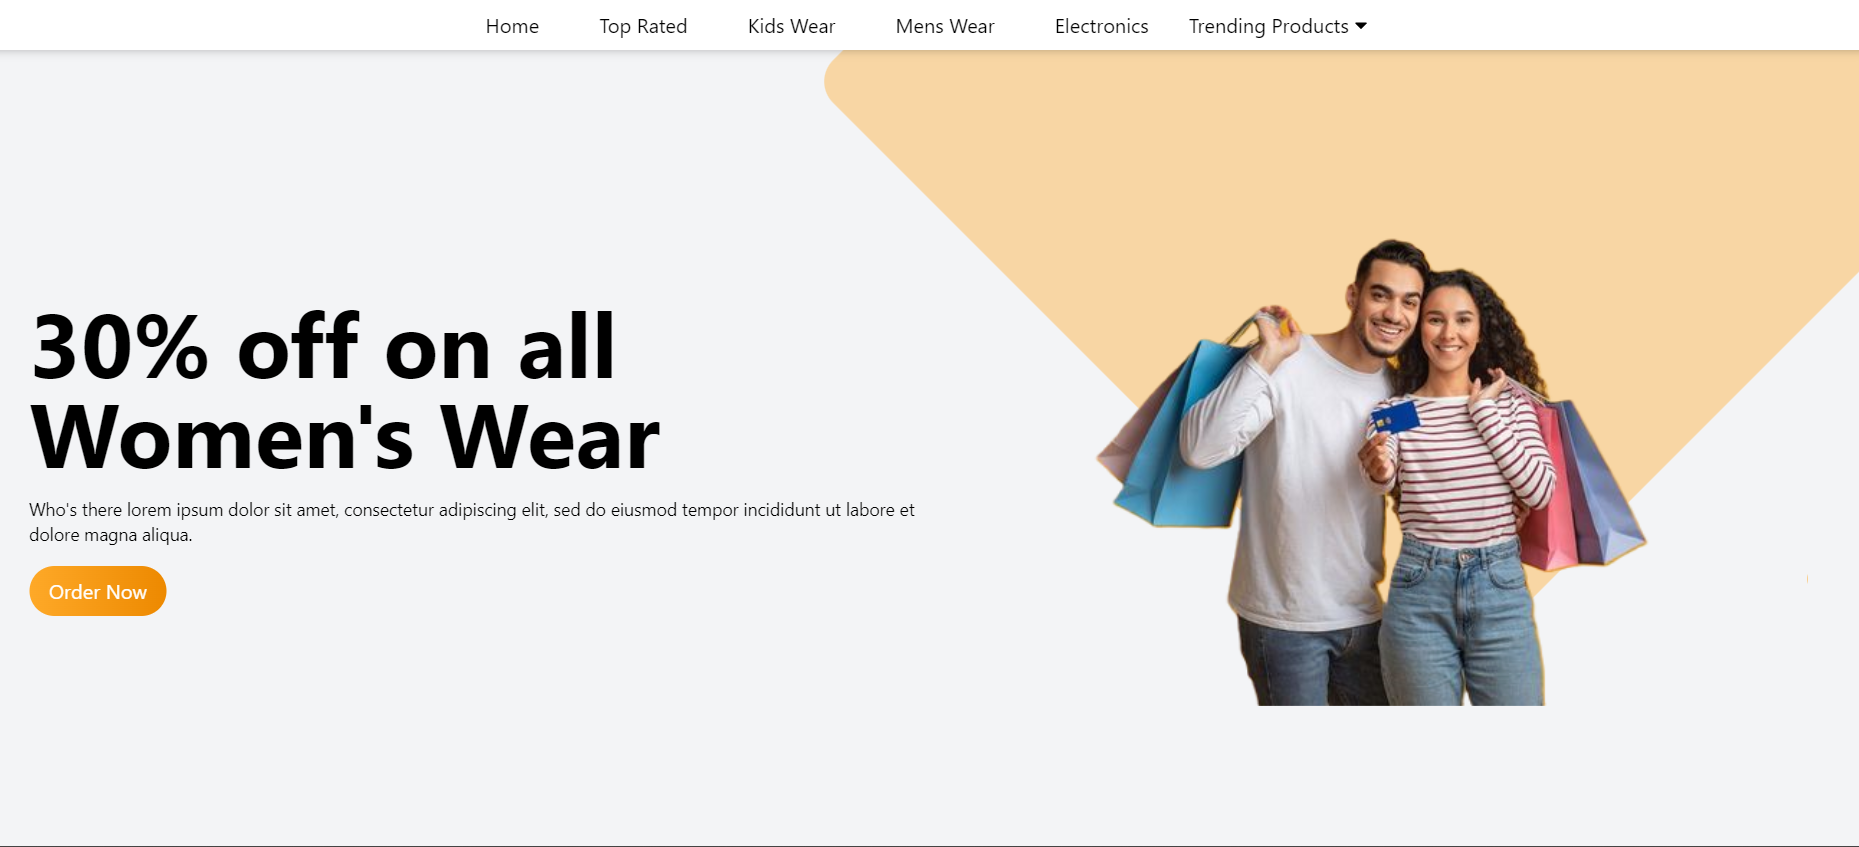 Home Top Rated Kids Wear Mens Wear Electronics Trending Products
30% off on all
Women's Wear
Who's there lorem ipsum dolor sit amet, consectetur adipiscing elit, sed do eiusmod tempor incididunt ut labore et
dolore magna aliqua.
Order Now